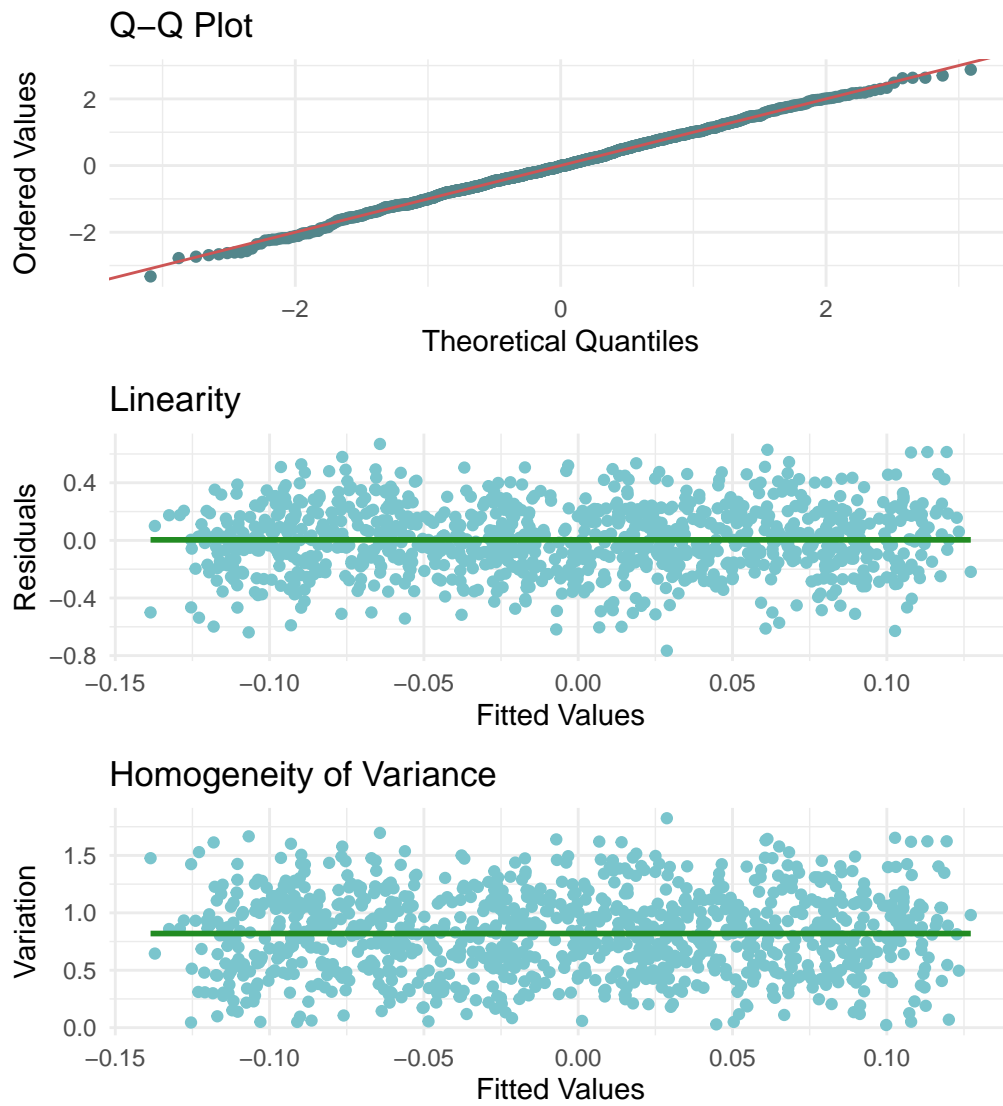 Q−Q Plot
Ordered Values
2
0
−2
−2 0 2
Theoretical Quantiles
Linearity
Residuals
0.4
0.0
−0.4
−0.8
−0.15 −0.10 −0.05 0.00 0.05 0.10
Fitted Values
Homogeneity of Variance
Variation
1.5
1.0
0.5
0.0
−0.15 −0.10 −0.05 0.00 0.05 0.10
Fitted Values